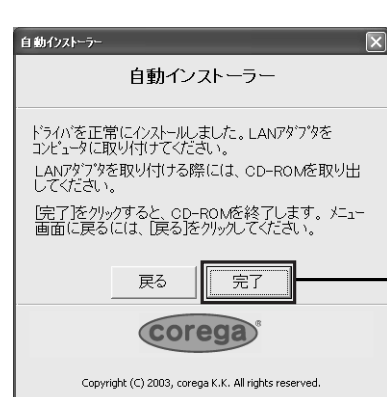 自動インストーラー
自動インストーラー
ドライバを正常にインストールしました。LANアダプタを
コンピュータに取り付けてください。
LANアダプタを取り付ける際には、CD-ROMを取り出
してください。
[完了]をクリックすると、CD-ROMを終了します。メニュー
画面に戻るには、[戻る]をクリックしてください。
戻る
完了
corega
Copyright (C) 2003, corega K.K. All rights reserved.